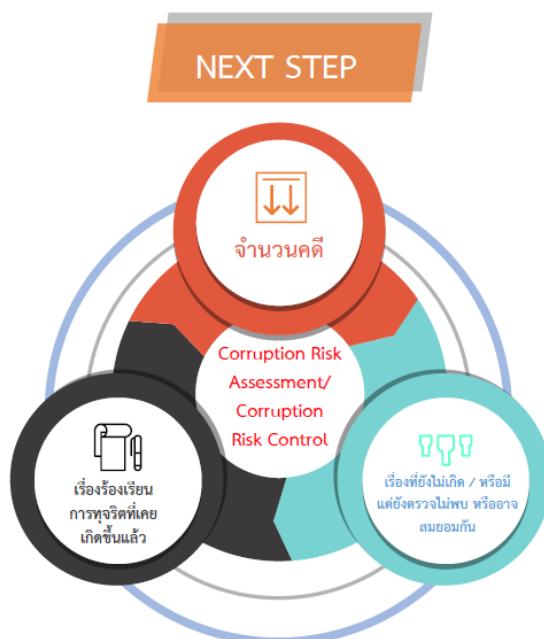 NEXT STEP
จำนวนคดี
Corruption Risk
Assessment/
Corruption
Risk Control
เรื่องร้องเรียน
การทุจริตที่เคย
เกิดขึ้นแล้ว
เรื่องที่ยังไม่เกิด / หรือมี
แต่ยังตรวจไม่พบ หรืออาจ
สมยอมกัน